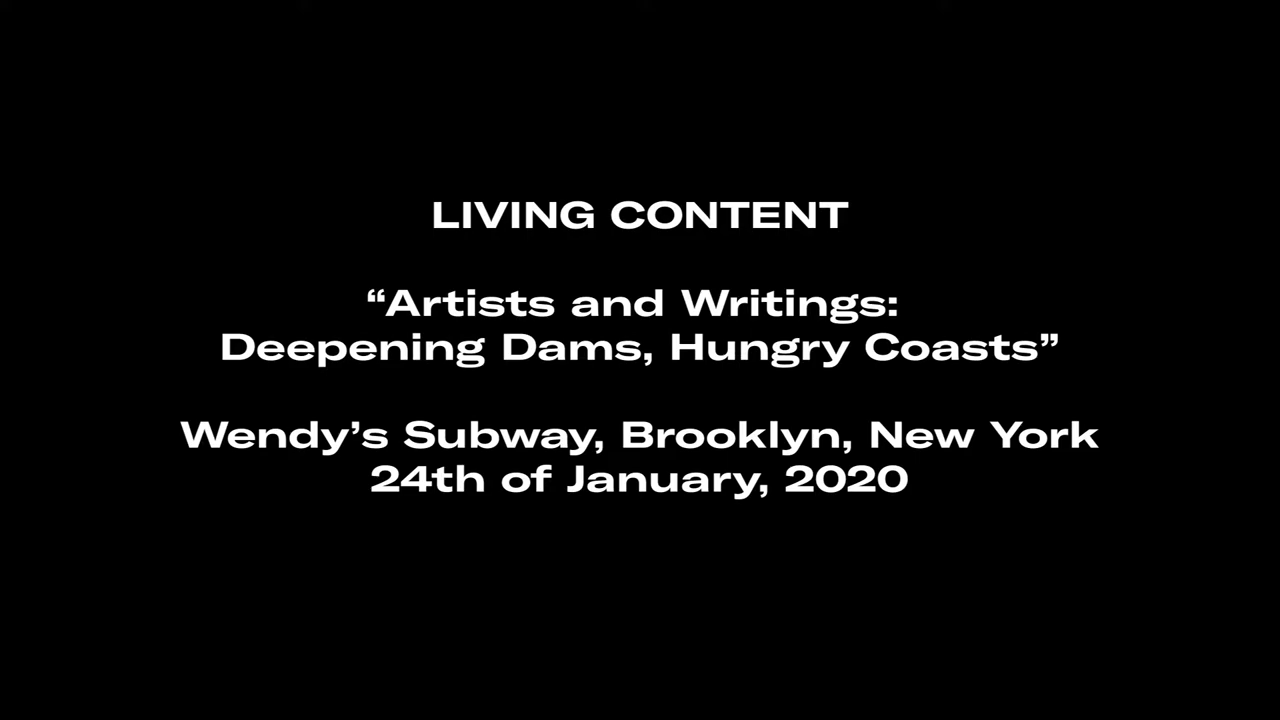 LIVING CONTENT
“Artists and Writings:
Deepening Dams, Hungry Coasts”
Wendy’s Subway, Brooklyn, New York
24th of January, 2020